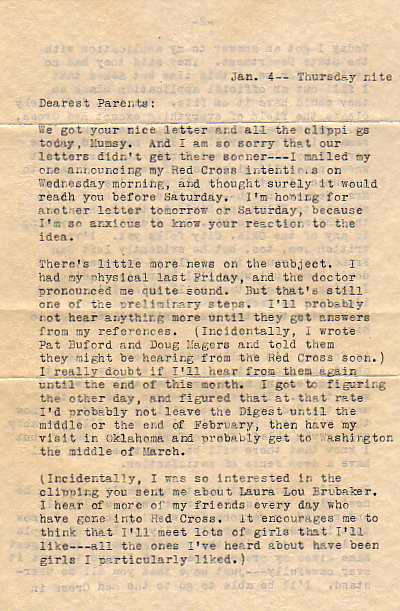 Jan. 4-- Thursday nite
Dearest Parents:
We got your nice letter and all the clippi gs
today, Mumsy.  And I am so sorry that our
letters didn't get there sooner---I mailed my
one announcing my Red Cross intentions on
Wednesday morning, and thought surely it would
readh you before Saturday.  I'm hoping for
another letter tomorrow or Saturday, because
I'm so anxious to know your reaction to the
idea.
There's little more news on the subject.  I
had my physical last Friday, and the doctor
pronounced me quite sound.  But that's still
one of the preliminary steps.  I'll probably
not hear anything more until they get answers
from my references.  (Incidentally, I wrote
Pat Buford and Doug Magers and told them
they might be hearing from the Red Cross soon.)
I really doubt if I'll hear from them again
until the end of this month.  I got to figuring
the other day, and figured that at that rate
I'd probably not leave the Digest until the
middle or the end of February, then have my
visit in Oklahoma and probably get to Washington
the middle of March.
(Incidentally, I was so interested in the
clipping you sent me about Laura Lou Brubaker.
I hear of more of my friends every day who
have gone into Red Cross.  it encourages me to
think that I'll meet lots of girls that I'll
like---all the ones I've heard about have been
girls I particularly liked.)